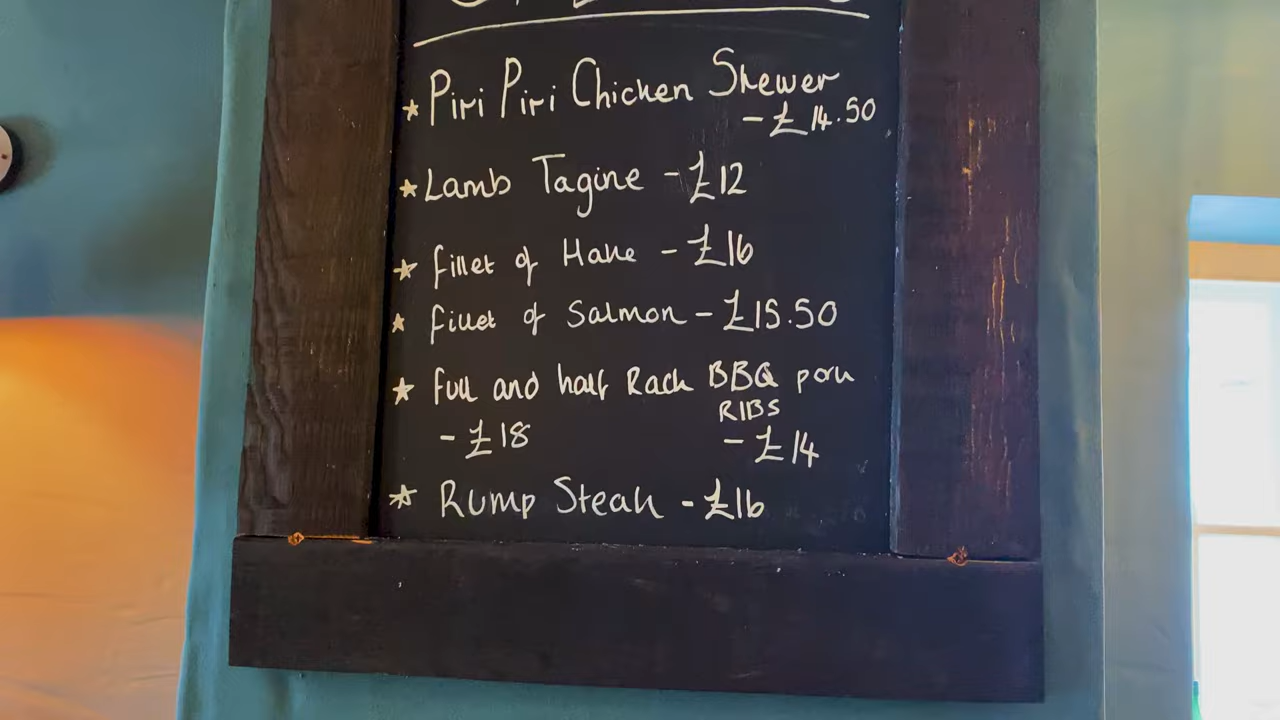 * Piri Piri Chicken Skewer
- £14.50
* Lamb Tagine - £12
* fillet of Hake - £16
* fillet of Salmon - £15.50
* full and half Rack BBQ pork
RIBS
- £18 - £14
* Rump Steak - £16